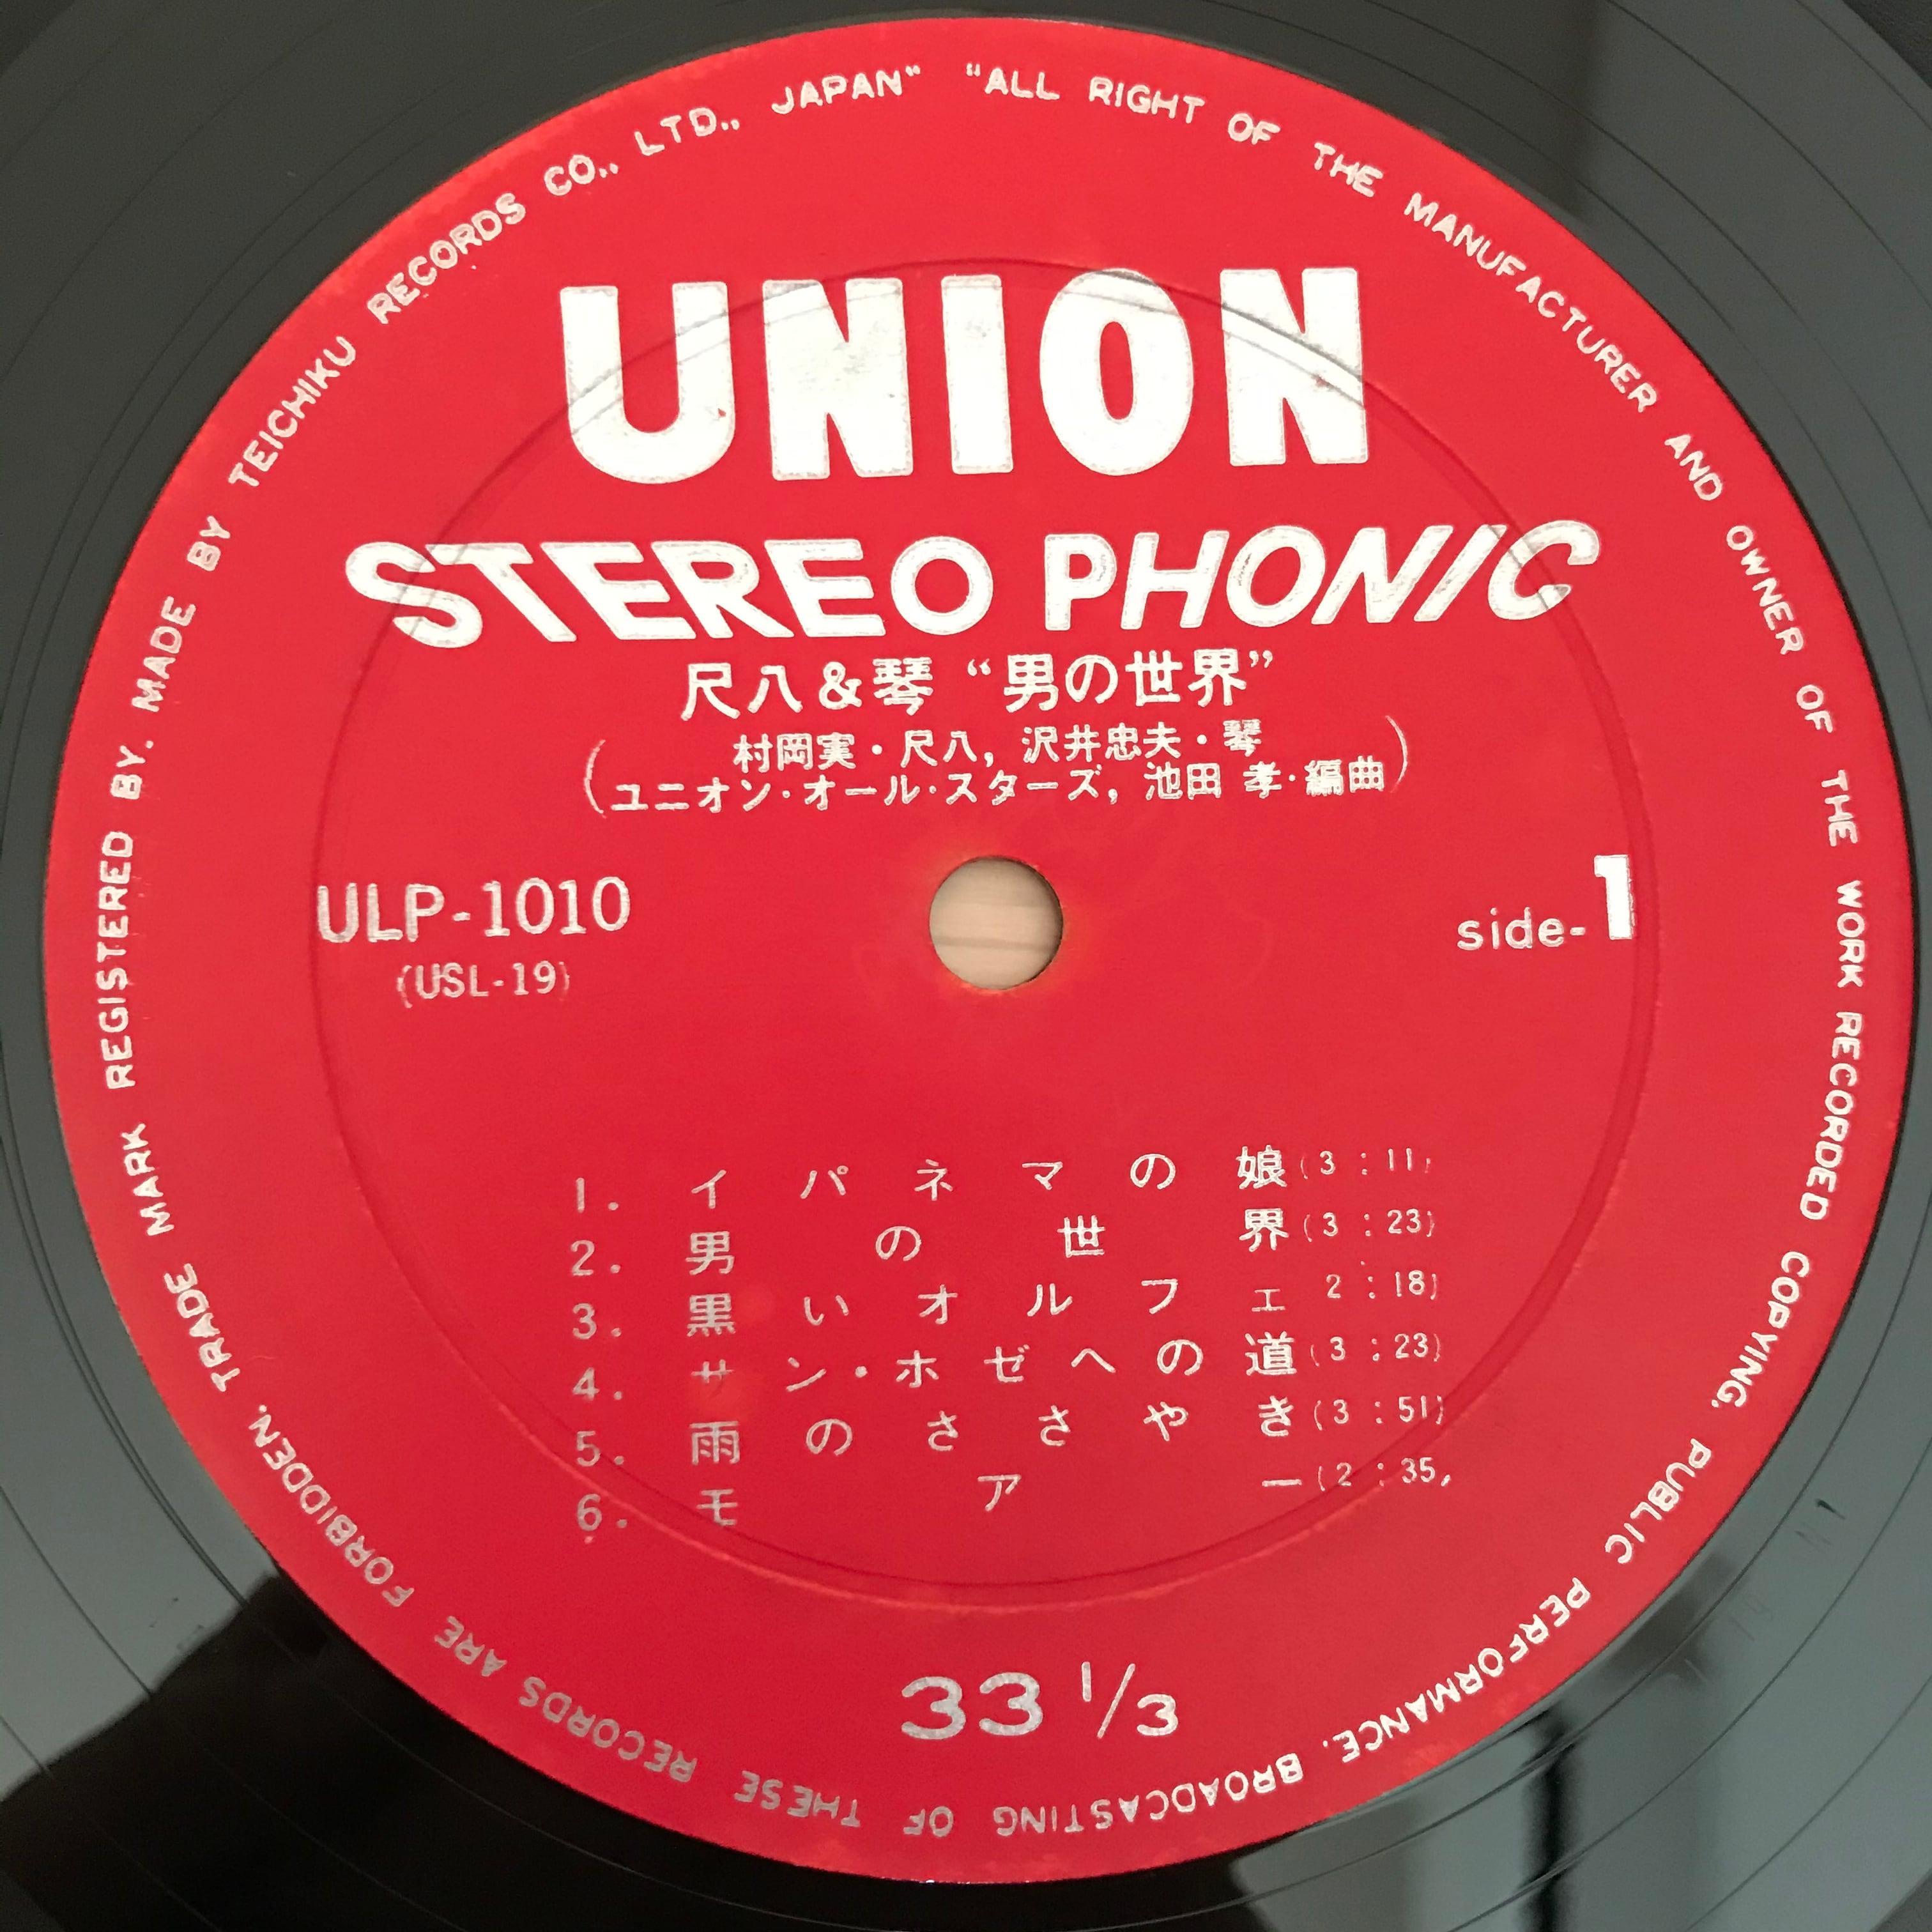 "ALL RIGHT OF THE MANUFACTURER AND OWNER OF THE WORK RECORDED COPYING. PUBLIC PERFORMANCE. BROADCASTING OF THESE RECORDS ARE FORBIDDEN. TRADE MARK REGISTERED BY. MADE BY TEICHIKU RECORDS CO., LTD., JAPAN"
UNION
STEREO PHONIC
尺八&琴 “男の世界”
(村岡実・尺八, 沢井忠夫・琴
ユニオン・オール・スターズ, 池田 孝・編曲)
ULP-1010
(USL-19)
side-1
1. イパネマの娘 (3:11)
2. 男の世界 (3:23)
3. 黒いオルフェ 2:18)
4. サン・ホゼへの道 (3:23)
5. 雨のささやき (3:51)
6. モアー (2:35,
33 1/3